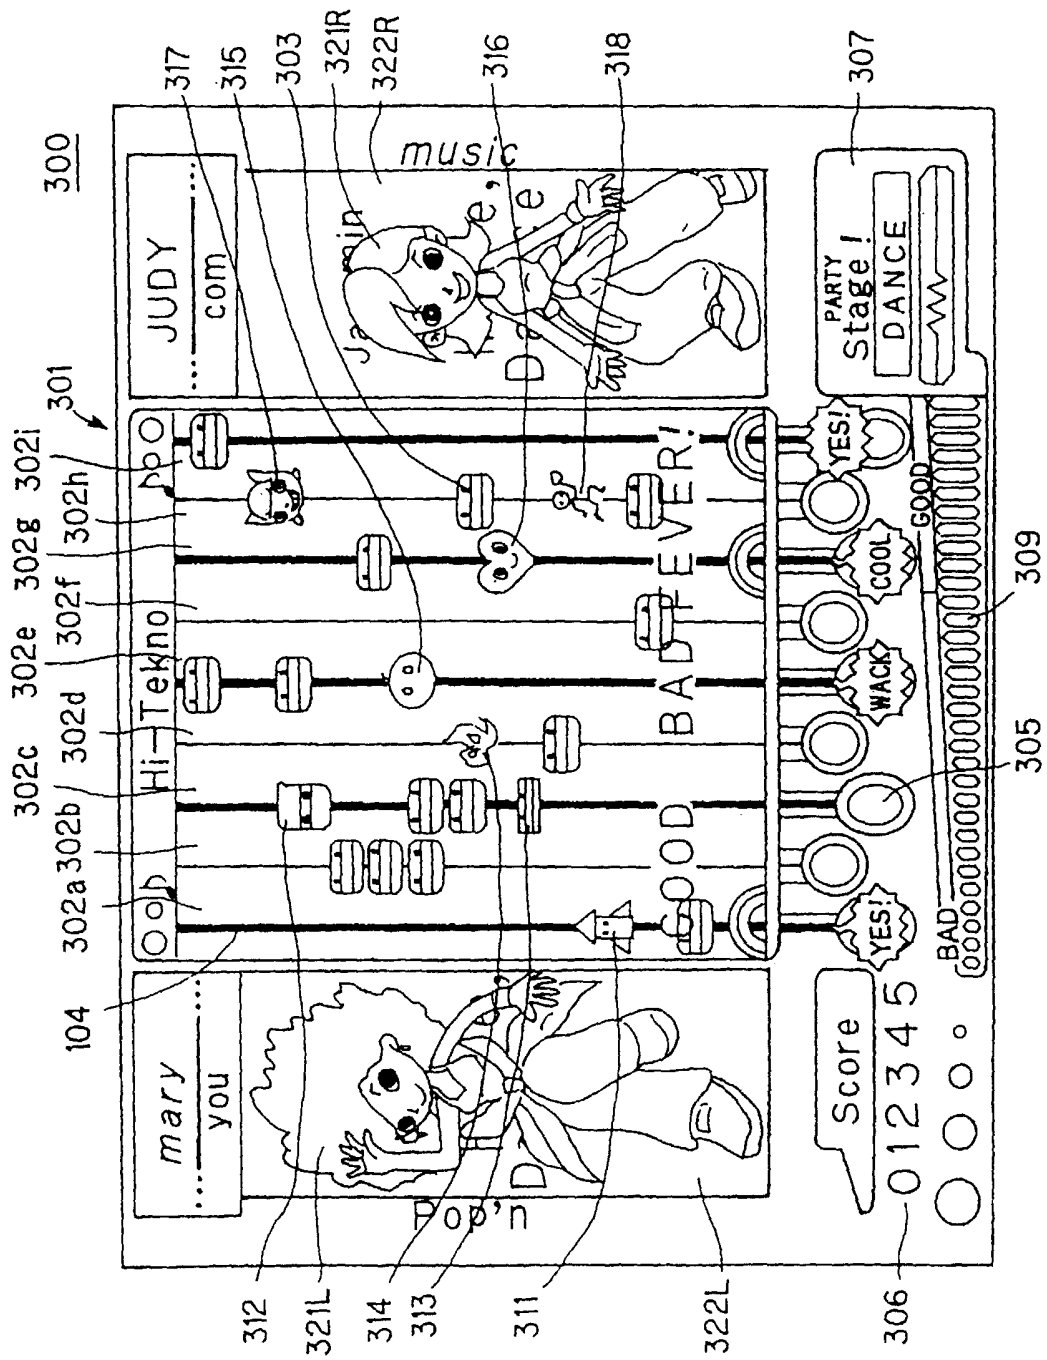 300
301
302a 302b 302c 302d 302e 302f 302g 302h 302i
317
315
303
321R
322R
316
318
307
104
312
321L
314
313
311
322L
306
305
309
mary
you
Hi-Tekno
JUDY
com
music
Pop'n
GOOD BAD FEVER!
YES!
WACK
COOL
YES!
BAD
GOOD
Score
012345
PARTY
Stage!
DANCE